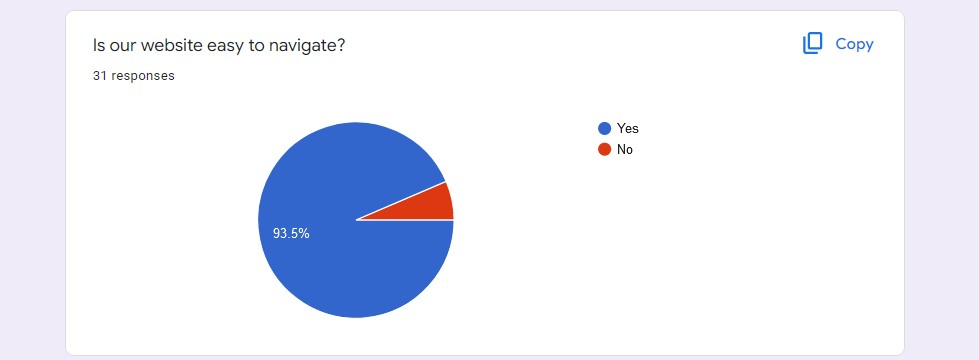 Is our website easy to navigate?
Copy
31 responses
Yes
No
93.5%